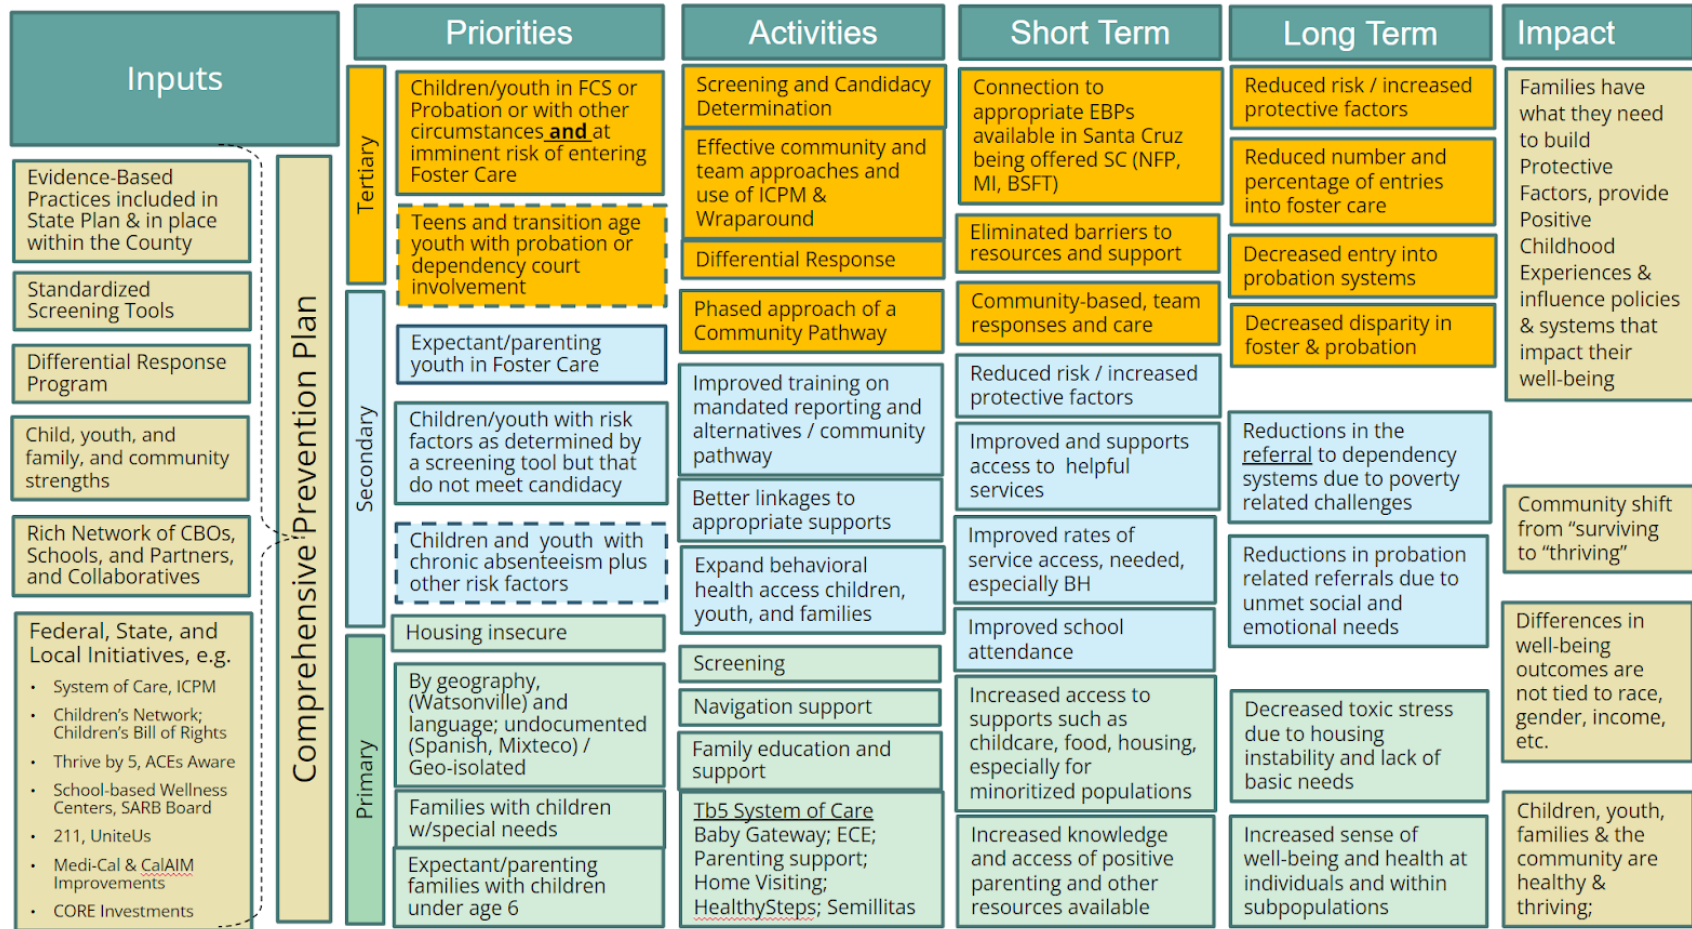 Inputs
Evidence-Based
Practices included in
State Plan & in place
within the County
Standardized
Screening Tools
Differential Response
Program
Child, youth, and
family, and community
strengths
Rich Network of CBOs,
Schools, and Partners,
and Collaboratives
Federal, State, and
Local Initiatives, e.g.
• System of Care, ICPM
• Children's Network;
Children's Bill of Rights
• Thrive by 5, ACEs Aware
• School-based Wellness
Centers, SARB Board
• 211, UniteUs
• Medi-Cal & CalAIM
Improvements
• CORE Investments
Comprehensive Prevention Plan
Tertiary
Secondary
Primary
Priorities
Children/youth in FCS or
Probation or with other
circumstances and at
imminent risk of entering
Foster Care
Teens and transition age
youth with probation or
dependency court
involvement
Expectant/parenting
youth in Foster Care
Children/youth with risk
factors as determined by
a screening tool but that
do not meet candidacy
Children and youth with
chronic absenteeism plus
other risk factors
Housing insecure
By geography,
(Watsonville) and
language; undocumented
(Spanish, Mixteco) /
Geo-isolated
Families with children
w/special needs
Expectant/parenting
families with children
under age 6
Activities
Screening and Candidacy
Determination
Effective community and
team approaches and
use of ICPM &
Wraparound
Differential Response
Phased approach of a
Community Pathway
Improved training on
mandated reporting and
alternatives / community
pathway
Better linkages to
appropriate supports
Expand behavioral
health access children,
youth, and families
Screening
Navigation support
Family education and
support
Tb5 System of Care
Baby Gateway; ECE;
Parenting support;
Home Visiting;
HealthySteps; Semillitas
Short Term
Connection to
appropriate EBPs
available in Santa Cruz
being offered SC (NFP,
MI, BSFT)
Eliminated barriers to
resources and support
Community-based, team
responses and care
Reduced risk / increased
protective factors
Improved and supports
access to helpful
services
Improved rates of
service access, needed,
especially BH
Improved school
attendance
Increased access to
supports such as
childcare, food, housing,
especially for
minoritized populations
Increased knowledge
and access of positive
parenting and other
resources available
Long Term
Reduced risk / increased
protective factors
Reduced number and
percentage of entries
into foster care
Decreased entry into
probation systems
Decreased disparity in
foster & probation
Reductions in the
referral to dependency
systems due to poverty
related challenges
Reductions in probation
related referrals due to
unmet social and
emotional needs
Decreased toxic stress
due to housing
instability and lack of
basic needs
Increased sense of
well-being and health at
individuals and within
subpopulations
Impact
Families have
what they need
to build
Protective
Factors, provide
Positive
Childhood
Experiences &
influence policies
& systems that
impact their
well-being
Community shift
from “surviving
to “thriving”
Differences in
well-being
outcomes are
not tied to race,
gender, income,
etc.
Children, youth,
families & the
community are
healthy &
thriving;